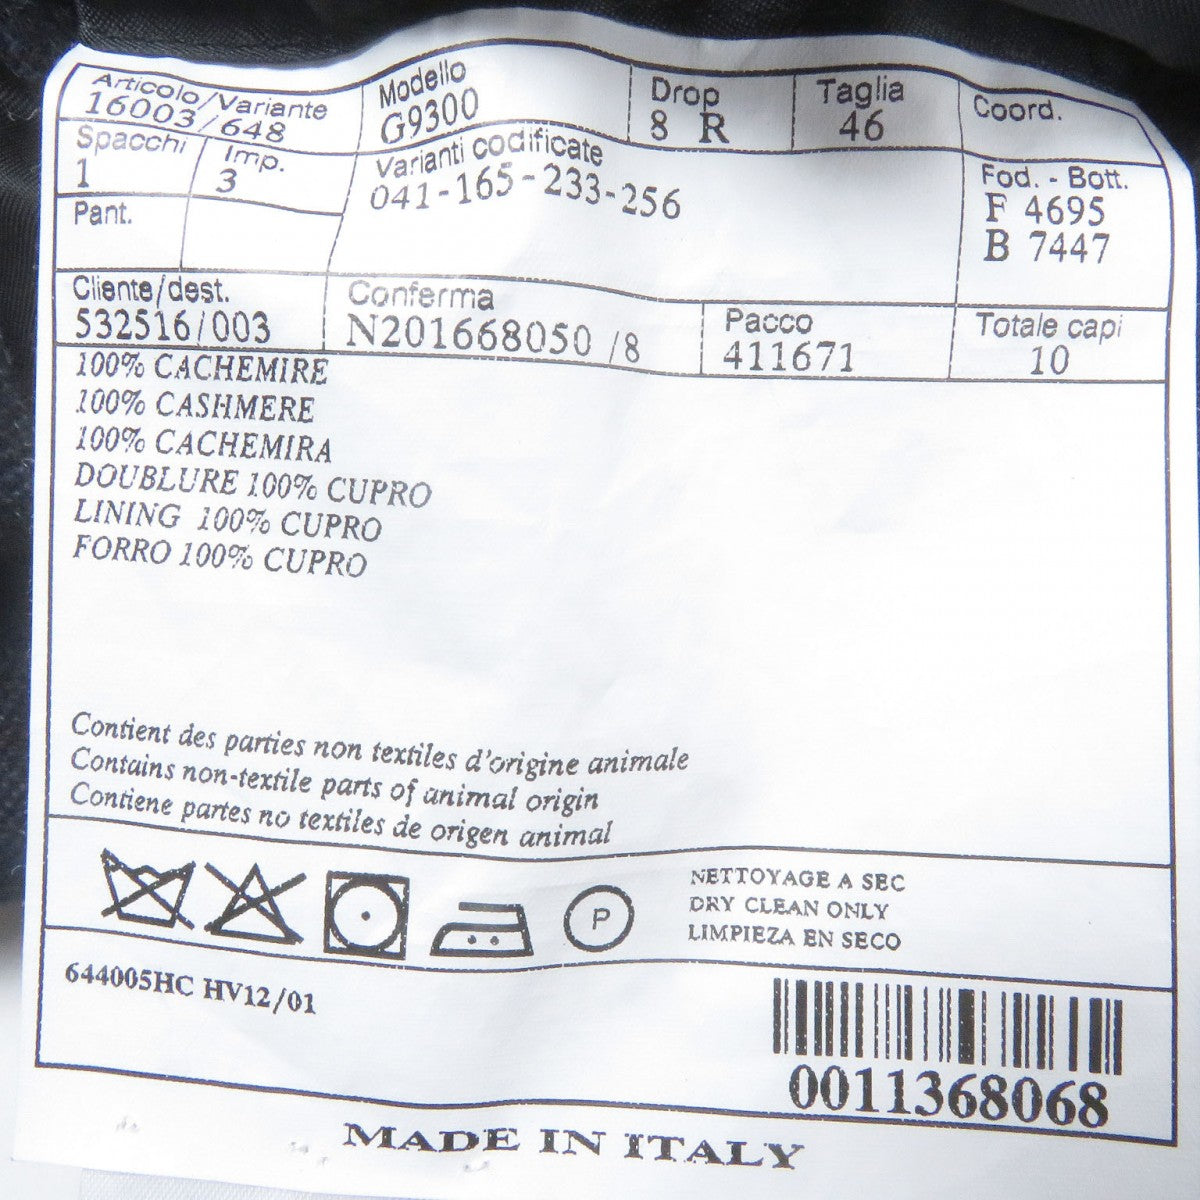 Articolo/Variante
16003/648
Modello
G9300
Drop
8 R
Taglia
46
Coord.
Spacchi
1
Imp.
3
Varianti codificate
041-165-233-256
Fod. - Bott.
F 4695
B 7447
Pant.
Cliente/dest.
532516/003
Conferma
N201668050 /8
Pacco
411671
Totale capi
10
100% CACHEMIRE
100% CASHMERE
100% CACHEMIRA
DOUBLURE 100% CUPRO
LINING 100% CUPRO
FORRO 100% CUPRO
Contient des parties non textiles d'origine animale
Contains non-textile parts of animal origin
Contiene partes no textiles de origen animal
P
NETTOYAGE A SEC
DRY CLEAN ONLY
LIMPIEZA EN SECO
644005HC HV12/01
0011368068
MADE IN ITALY